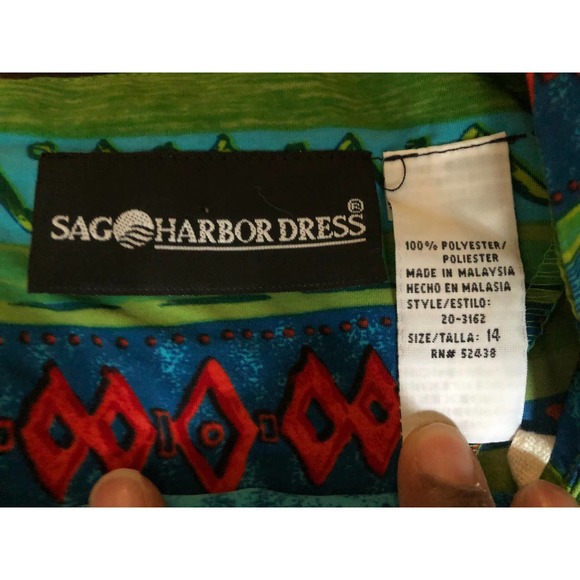 SAG HARBOR DRESS®
100% POLYESTER/
POLIESTER
MADE IN MALAYSIA
HECHO EN MALASIA
STYLE/ESTILO:
20-3162
SIZE/TALLA: 14
RN# 52438